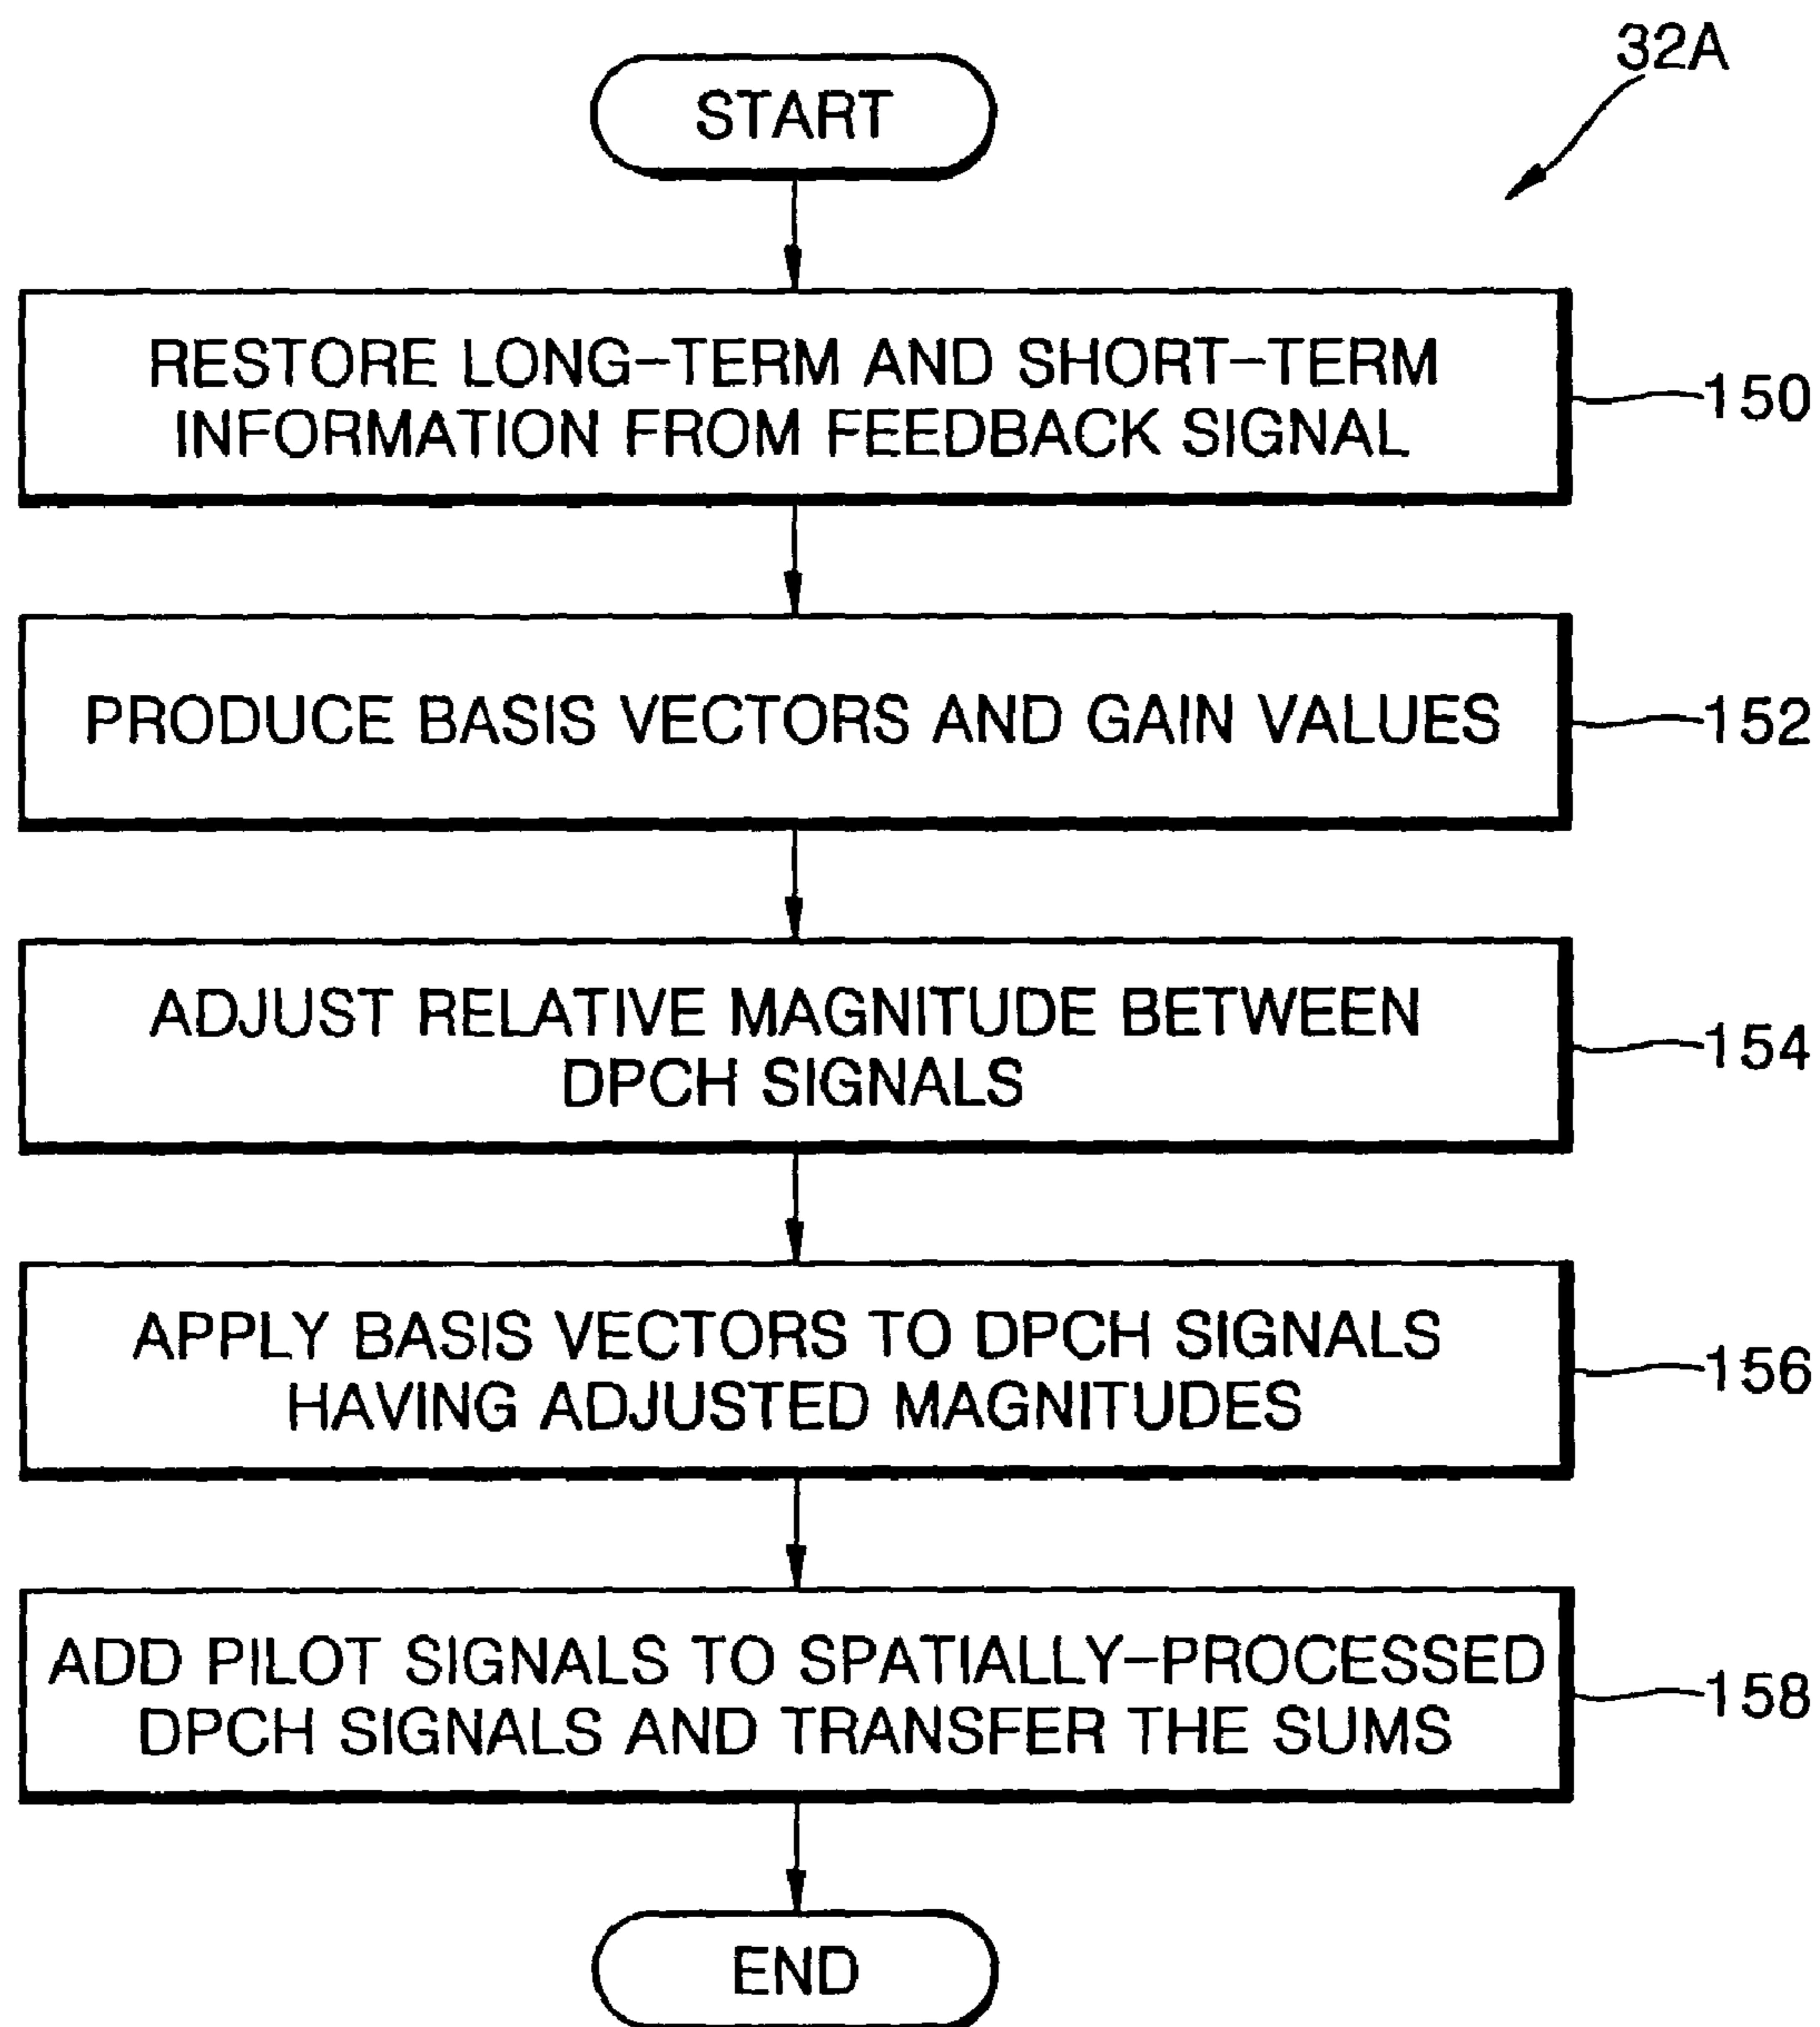 32A
START
RESTORE LONG-TERM AND SHORT-TERM
INFORMATION FROM FEEDBACK SIGNAL
150
PRODUCE BASIS VECTORS AND GAIN VALUES
152
ADJUST RELATIVE MAGNITUDE BETWEEN
DPCH SIGNALS
154
APPLY BASIS VECTORS TO DPCH SIGNALS
HAVING ADJUSTED MAGNITUDES
156
ADD PILOT SIGNALS TO SPATIALLY-PROCESSED
DPCH SIGNALS AND TRANSFER THE SUMS
158
END